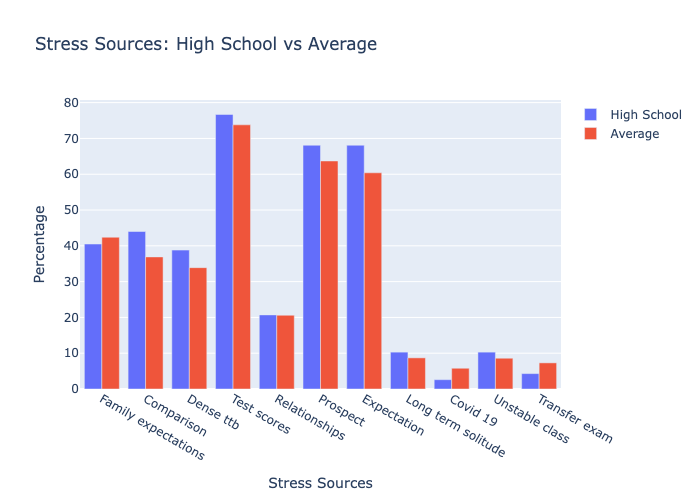 Stress Sources: High School vs Average
High School
Average
80
70
60
50
40
30
20
10
0
Percentage
Family expectations
Comparison
Dense ttb
Test scores
Relationships
Prospect
Expectation
Long term solitude
Covid 19
Unstable class
Transfer exam
Stress Sources